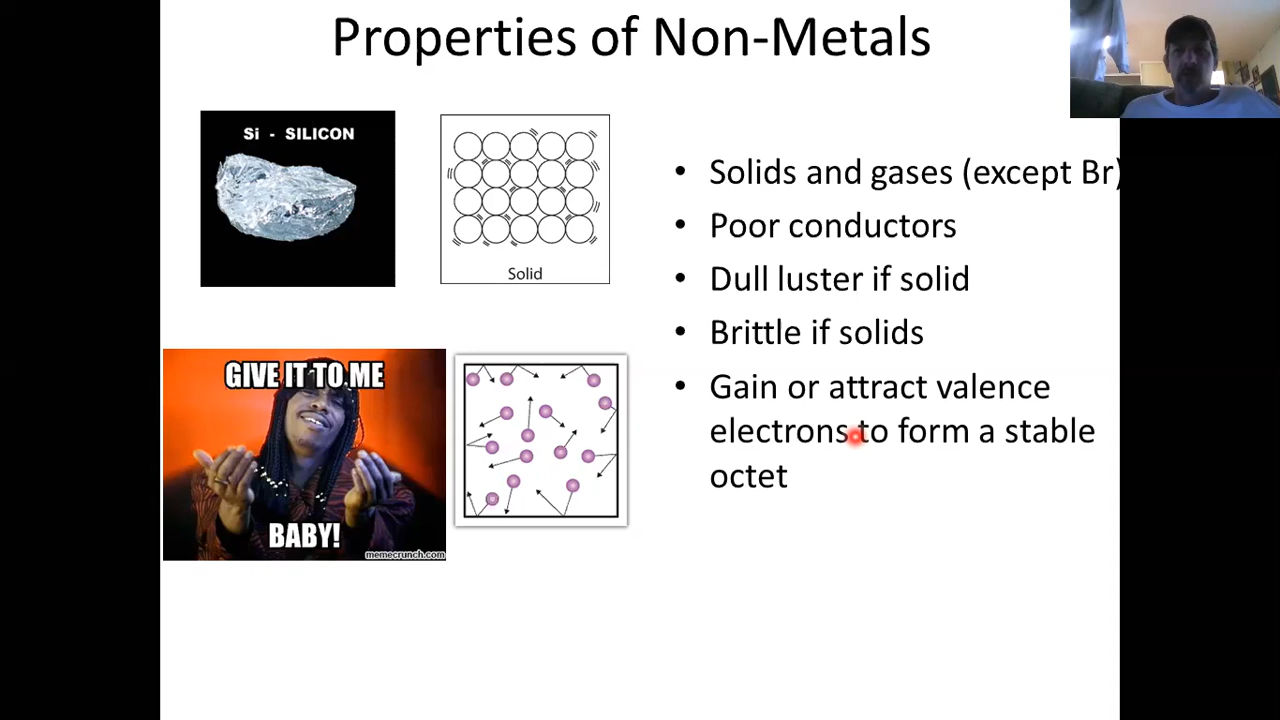 Properties of Non-Metals
Si - SILICON
Solid
GIVE IT TO ME
BABY!
memecrunch.com
• Solids and gases (except Br)
• Poor conductors
• Dull luster if solid
• Brittle if solids
• Gain or attract valence
electrons to form a stable
octet